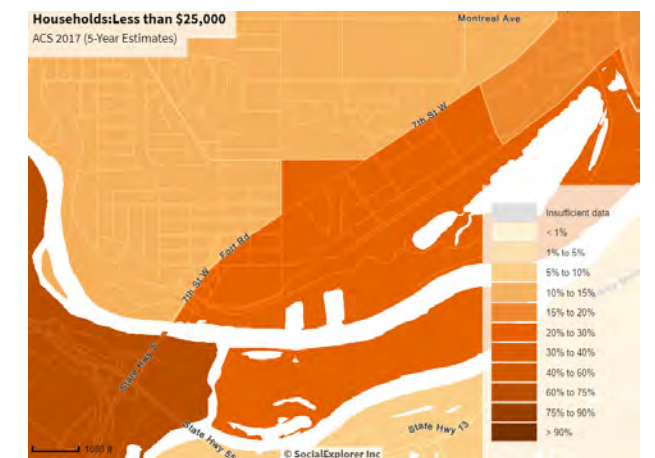 Households:Less than $25,000
ACS 2017 (5-Year Estimates)
Montreal Ave
7th St W
Fort Rd
7th St W
State Hwy 5
State Hwy 55
State Hwy 13
Insufficient data
< 1%
1% to 5%
5% to 10%
10% to 15%
15% to 20%
20% to 30%
30% to 40%
40% to 60%
60% to 75%
75% to 90%
> 90%
1000 ft
© SocialExplorer Inc